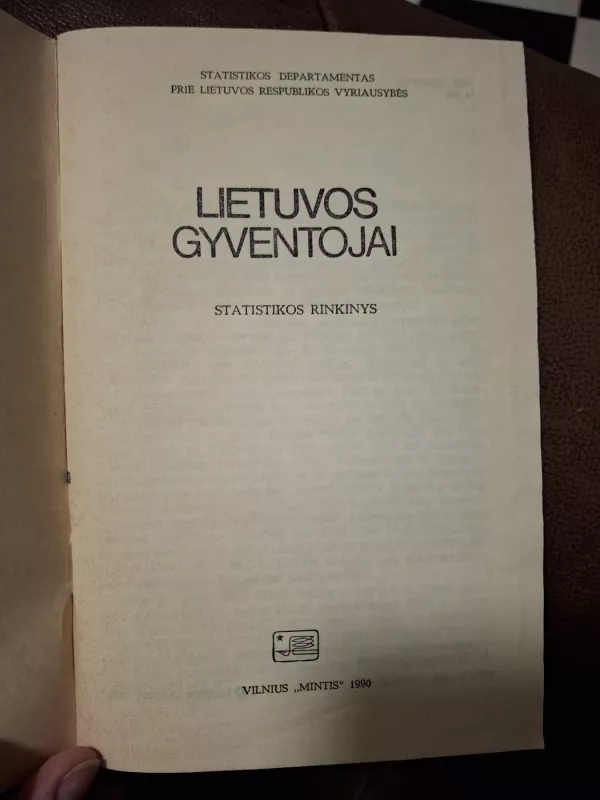 STATISTIKOS DEPARTAMENTAS
PRIE LIETUVOS RESPUBLIKOS VYRIAUSYBĖS
LIETUVOS
GYVENTOJAI
STATISTIKOS RINKINYS
VILNIUS „MINTIS“ 1990